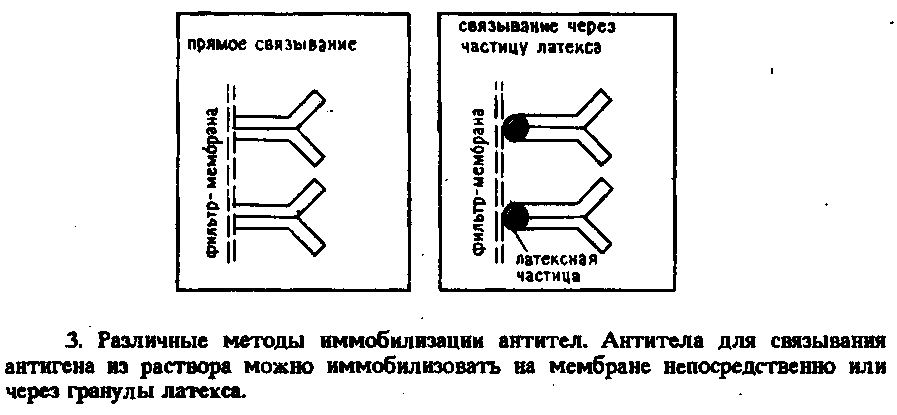 прямое связывание
фильтр-мембрана
связывание через
частицу латекса
фильтр-мембрана
латексная
частица
3. Различные методы иммобилизации антител. Антитела для связывания
антигена из раствора можно иммобилизовать на мембране непосредственно или
через гранулы латекса.